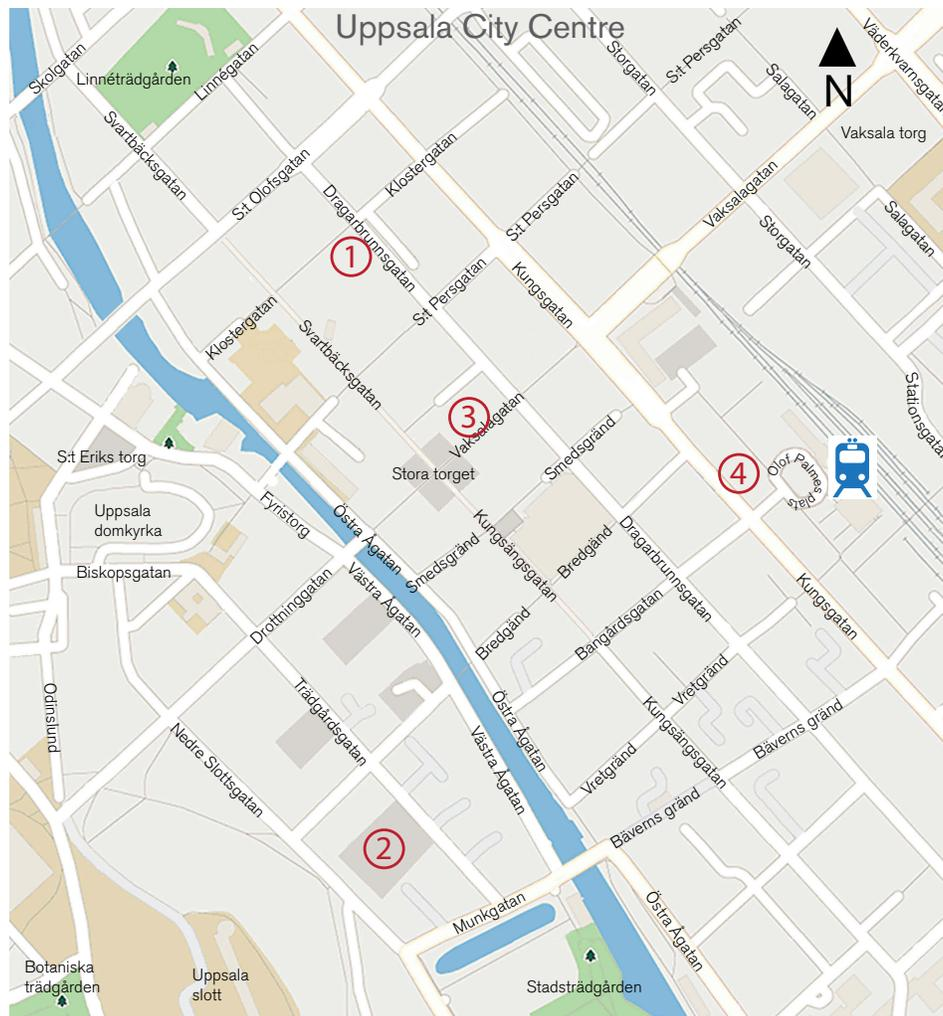 Uppsala City Centre
N
Skolgatan
Linnéträdgården
Linnégatan
Svartbäcksgatan
S:t Olofsgatan
Storgatan
S:t Persgatan
Salagatan
Väderkvarnsgatan
Vaksala torg
Klostergatan
Dragarbrunnsgatan
S:t Persgatan
Vaksalagatan
Storgatan
Salagatan
1
S:t Persgatan
Kungsgatan
Klostergatan
Svartbäcksgatan
Stationsgatan
3
Vaksalagatan
Smedsgränd
Stora torget
4
Olof Palmes plats
S:t Eriks torg
Uppsala
domkyrka
Fyristorg
Östra Ågatan
Smedsgränd
Kungsängsgatan
Bredgränd
Dragarbrunnsgatan
Biskopsgatan
Drottninggatan
Västra Ågatan
Bredgänd
Bangårdsgatan
Kungsgatan
Odinslund
Trädgårdsgatan
Östra Ågatan
Vretgränd
Kungsängsgatan
Bäverns gränd
Nedre Slottsgatan
Västra Ågatan
Vretgränd
Bäverns gränd
2
Munkgatan
Östra Ågatan
Botaniska
trädgården
Uppsala
slott
Stadsträdgården